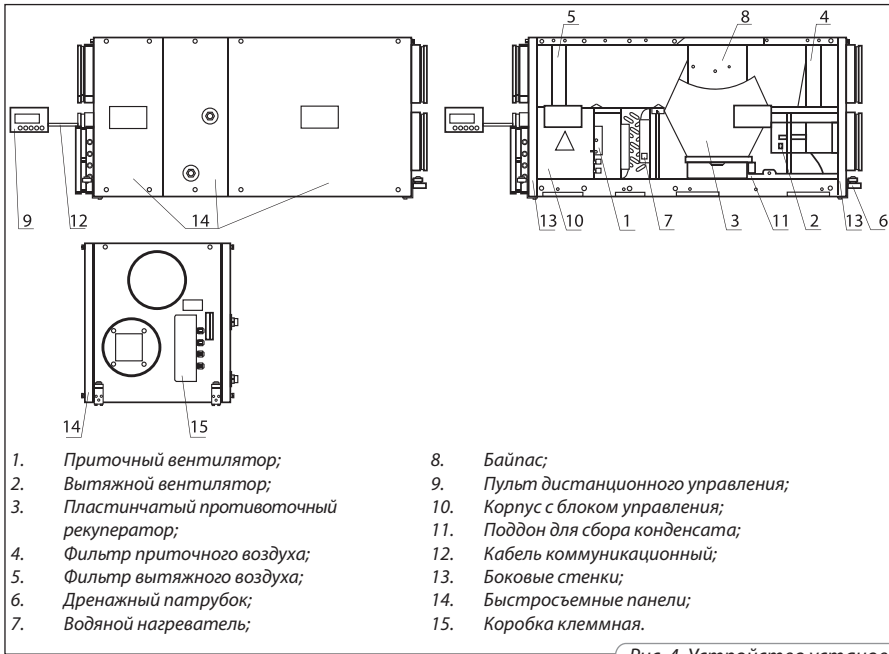 5 8 4
9 12 14
13 10 1 7 3 11 2 13 6
14 15
1. Приточный вентилятор;
2. Вытяжной вентилятор;
3. Пластинчатый противоточный
рекуператор;
4. Фильтр приточного воздуха;
5. Фильтр вытяжного воздуха;
6. Дренажный патрубок;
7. Водяной нагреватель;
8. Байпас;
9. Пульт дистанционного управления;
10. Корпус с блоком управления;
11. Поддон для сбора конденсата;
12. Кабель коммуникационный;
13. Боковые стенки;
14. Быстросъемные панели;
15. Коробка клеммная.
Рис. 4. Устройство